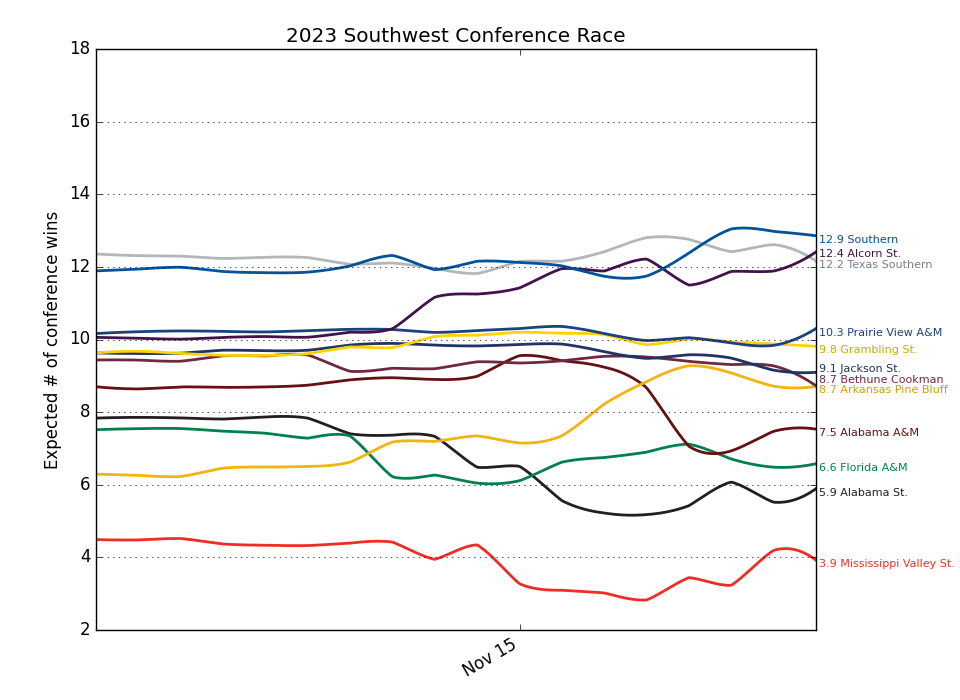 2023 Southwest Conference Race
Expected # of conference wins
18
16
14
12
10
8
6
4
2
Nov 15
12.9 Southern
12.4 Alcorn St.
12.2 Texas Southern
10.3 Prairie View A&M
9.8 Grambling St.
9.1 Jackson St.
8.7 Bethune Cookman
8.7 Arkansas Pine Bluff
7.5 Alabama A&M
6.6 Florida A&M
5.9 Alabama St.
3.9 Mississippi Valley St.